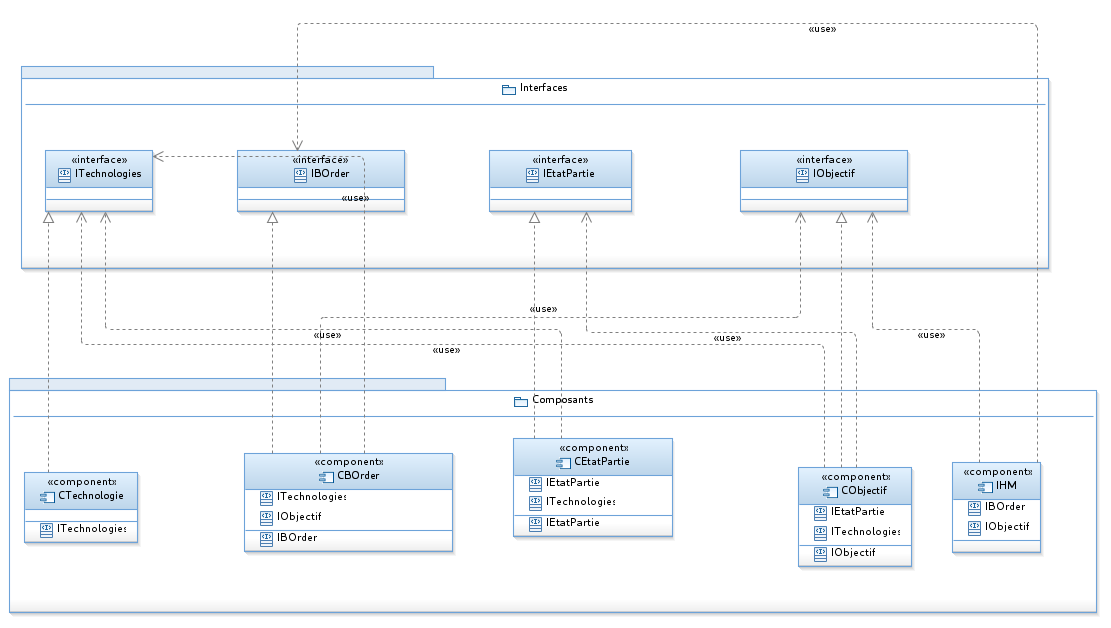 «use»
Interfaces
«interface»
ITechnologies
«interface»
IBOrder
«interface»
IEtatPartie
«interface»
IObjectif
«use»
«use»
«use»
«use»
«use»
«use»
Composants
«component»
CTechnologie
ITechnologies
«component»
CBOrder
ITechnologies
IObjectif
IBOrder
«component»
CEtatPartie
IEtatPartie
ITechnologies
IEtatPartie
«component»
CObjectif
IEtatPartie
ITechnologies
IObjectif
«component»
IHM
IBOrder
IObjectif